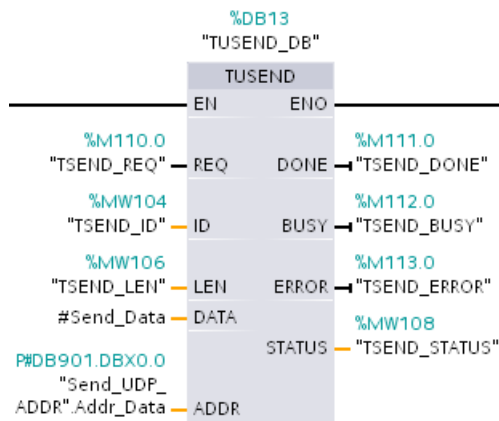 %DB13
"TUSEND_DB"
TUSEND
EN ENO
%M110.0 %M111.0
"TSEND_REQ" REQ DONE "TSEND_DONE"
%MW104 %M112.0
"TSEND_ID" ID BUSY "TSEND_BUSY"
%MW106 %M113.0
"TSEND_LEN" LEN ERROR "TSEND_ERROR"
#Send_Data DATA %MW108
STATUS "TSEND_STATUS"
P#DB901.DBX0.0
"Send_UDP_
ADDR".Addr_Data ADDR